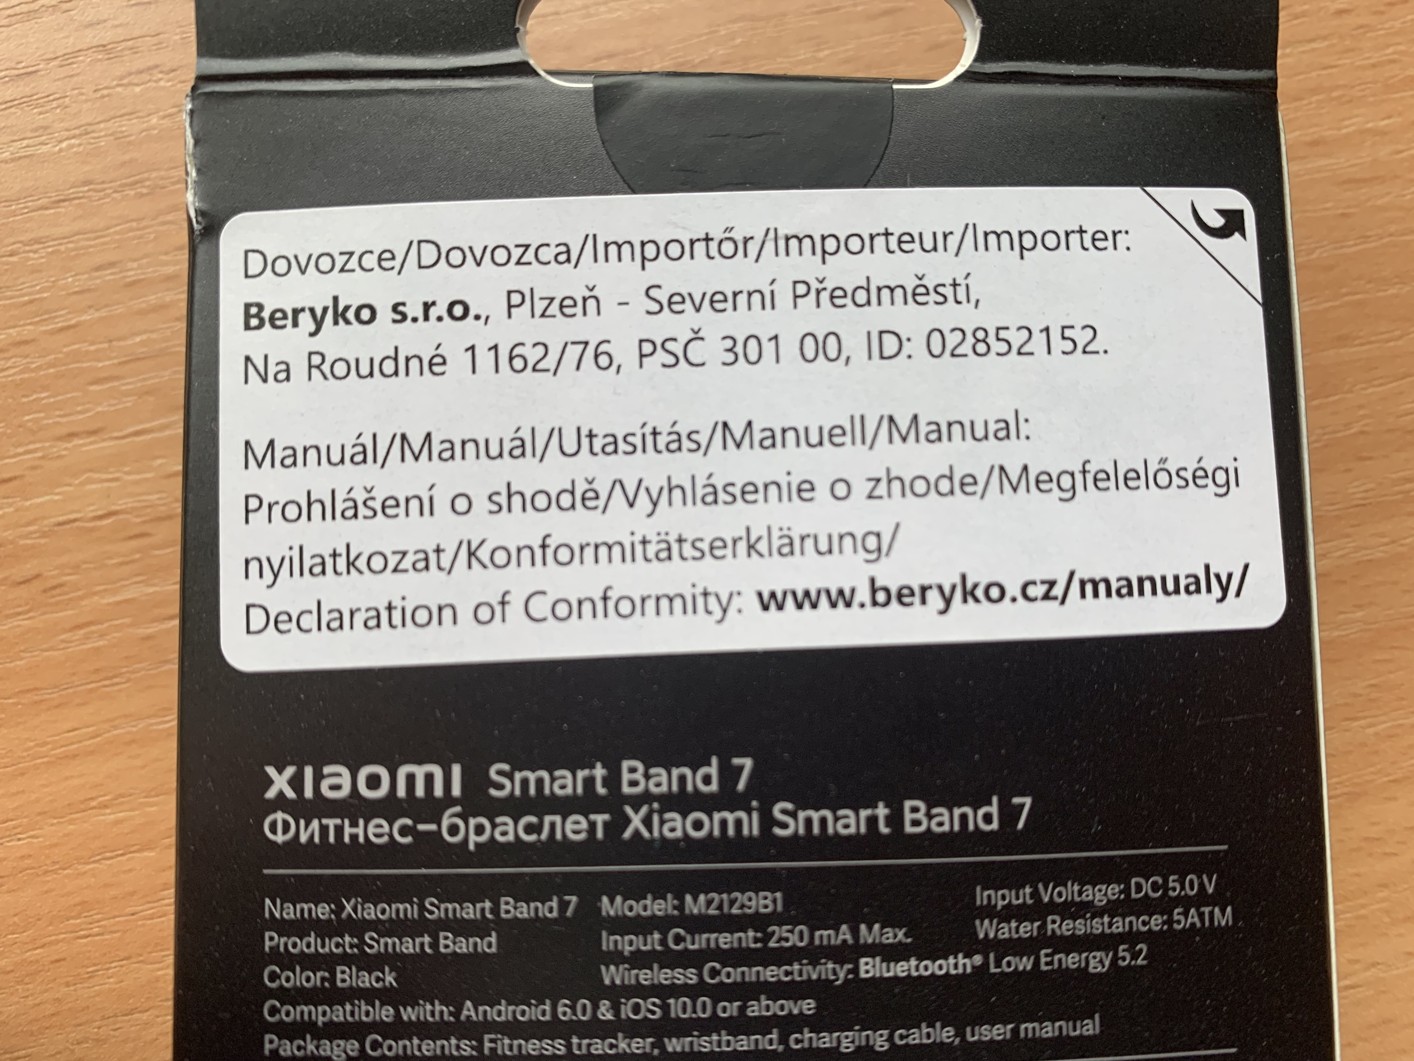 Dovozce/Dovozca/Importőr/Importeur/Importer:
Beryko s.r.o., Plzeň - Severní Předměstí,
Na Roudné 1162/76, PSČ 301 00, ID: 02852152.
Manuál/Manuál/Utasítás/Manuell/Manual:
Prohlášení o shodě/Vyhlásenie o zhode/Megfelelőségi
nyilatkozat/Konformitätserklärung/
Declaration of Conformity: www.beryko.cz/manualy/
xıaomı Smart Band 7
Фитнес-браслет Xiaomi Smart Band 7
Name: Xiaomi Smart Band 7 Model: M2129B1 Input Voltage: DC 5.0 V
Product: Smart Band Input Current: 250 mA Max. Water Resistance: 5ATM
Color: Black Wireless Connectivity: Bluetooth® Low Energy 5.2
Compatible with: Android 6.0 & iOS 10.0 or above
Package Contents: Fitness tracker, wristband, charging cable, user manual